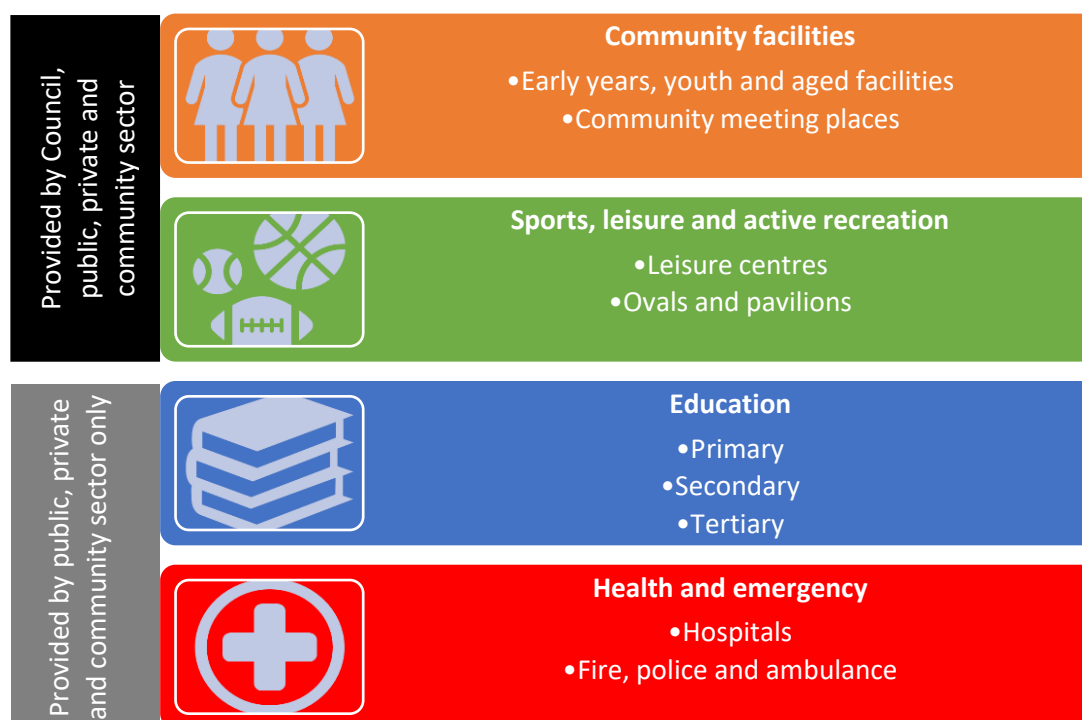 Provided by Council,
public, private and
community sector
Community facilities
•Early years, youth and aged facilities
•Community meeting places
Sports, leisure and active recreation
•Leisure centres
•Ovals and pavilions
Provided by public, private
and community sector only
Education
•Primary
•Secondary
•Tertiary
Health and emergency
•Hospitals
•Fire, police and ambulance